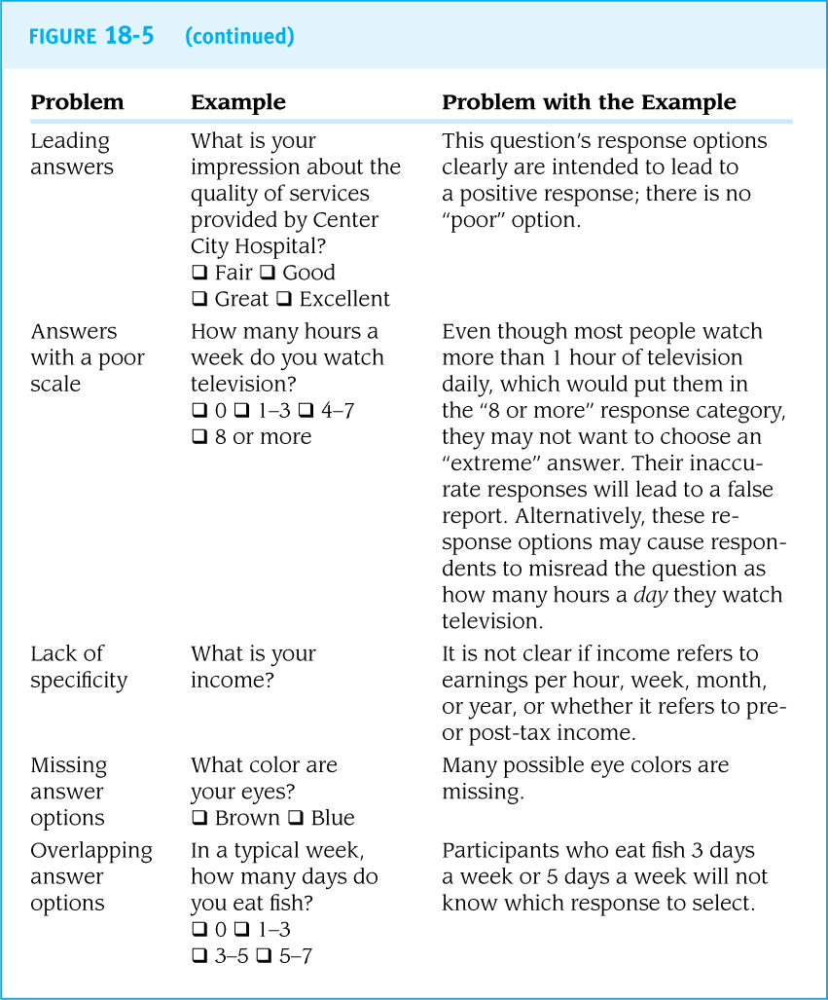 FIGURE 18-5 (continued)
Problem Example Problem with the Example
Leading
answers
What is your
impression about the
quality of services
provided by Center
City Hospital?
❑ Fair ❑ Good
❑ Great ❑ Excellent
This question’s response options
clearly are intended to lead to
a positive response; there is no
“poor” option.
Answers
with a poor
scale
How many hours a
week do you watch
television?
❑ 0 ❑ 1–3 ❑ 4–7
❑ 8 or more
Even though most people watch
more than 1 hour of television
daily, which would put them in
the “8 or more” response category,
they may not want to choose an
“extreme” answer. Their inaccu-
rate responses will lead to a false
report. Alternatively, these re-
sponse options may cause respon-
dents to misread the question as
how many hours a day they watch
television.
Lack of
specificity
What is your
income?
It is not clear if income refers to
earnings per hour, week, month,
or year, or whether it refers to pre-
or post-tax income.
Missing
answer
options
What color are
your eyes?
❑ Brown ❑ Blue
Many possible eye colors are
missing.
Overlapping
answer
options
In a typical week,
how many days do
you eat fish?
❑ 0 ❑ 1–3
❑ 3–5 ❑ 5–7
Participants who eat fish 3 days
a week or 5 days a week will not
know which response to select.